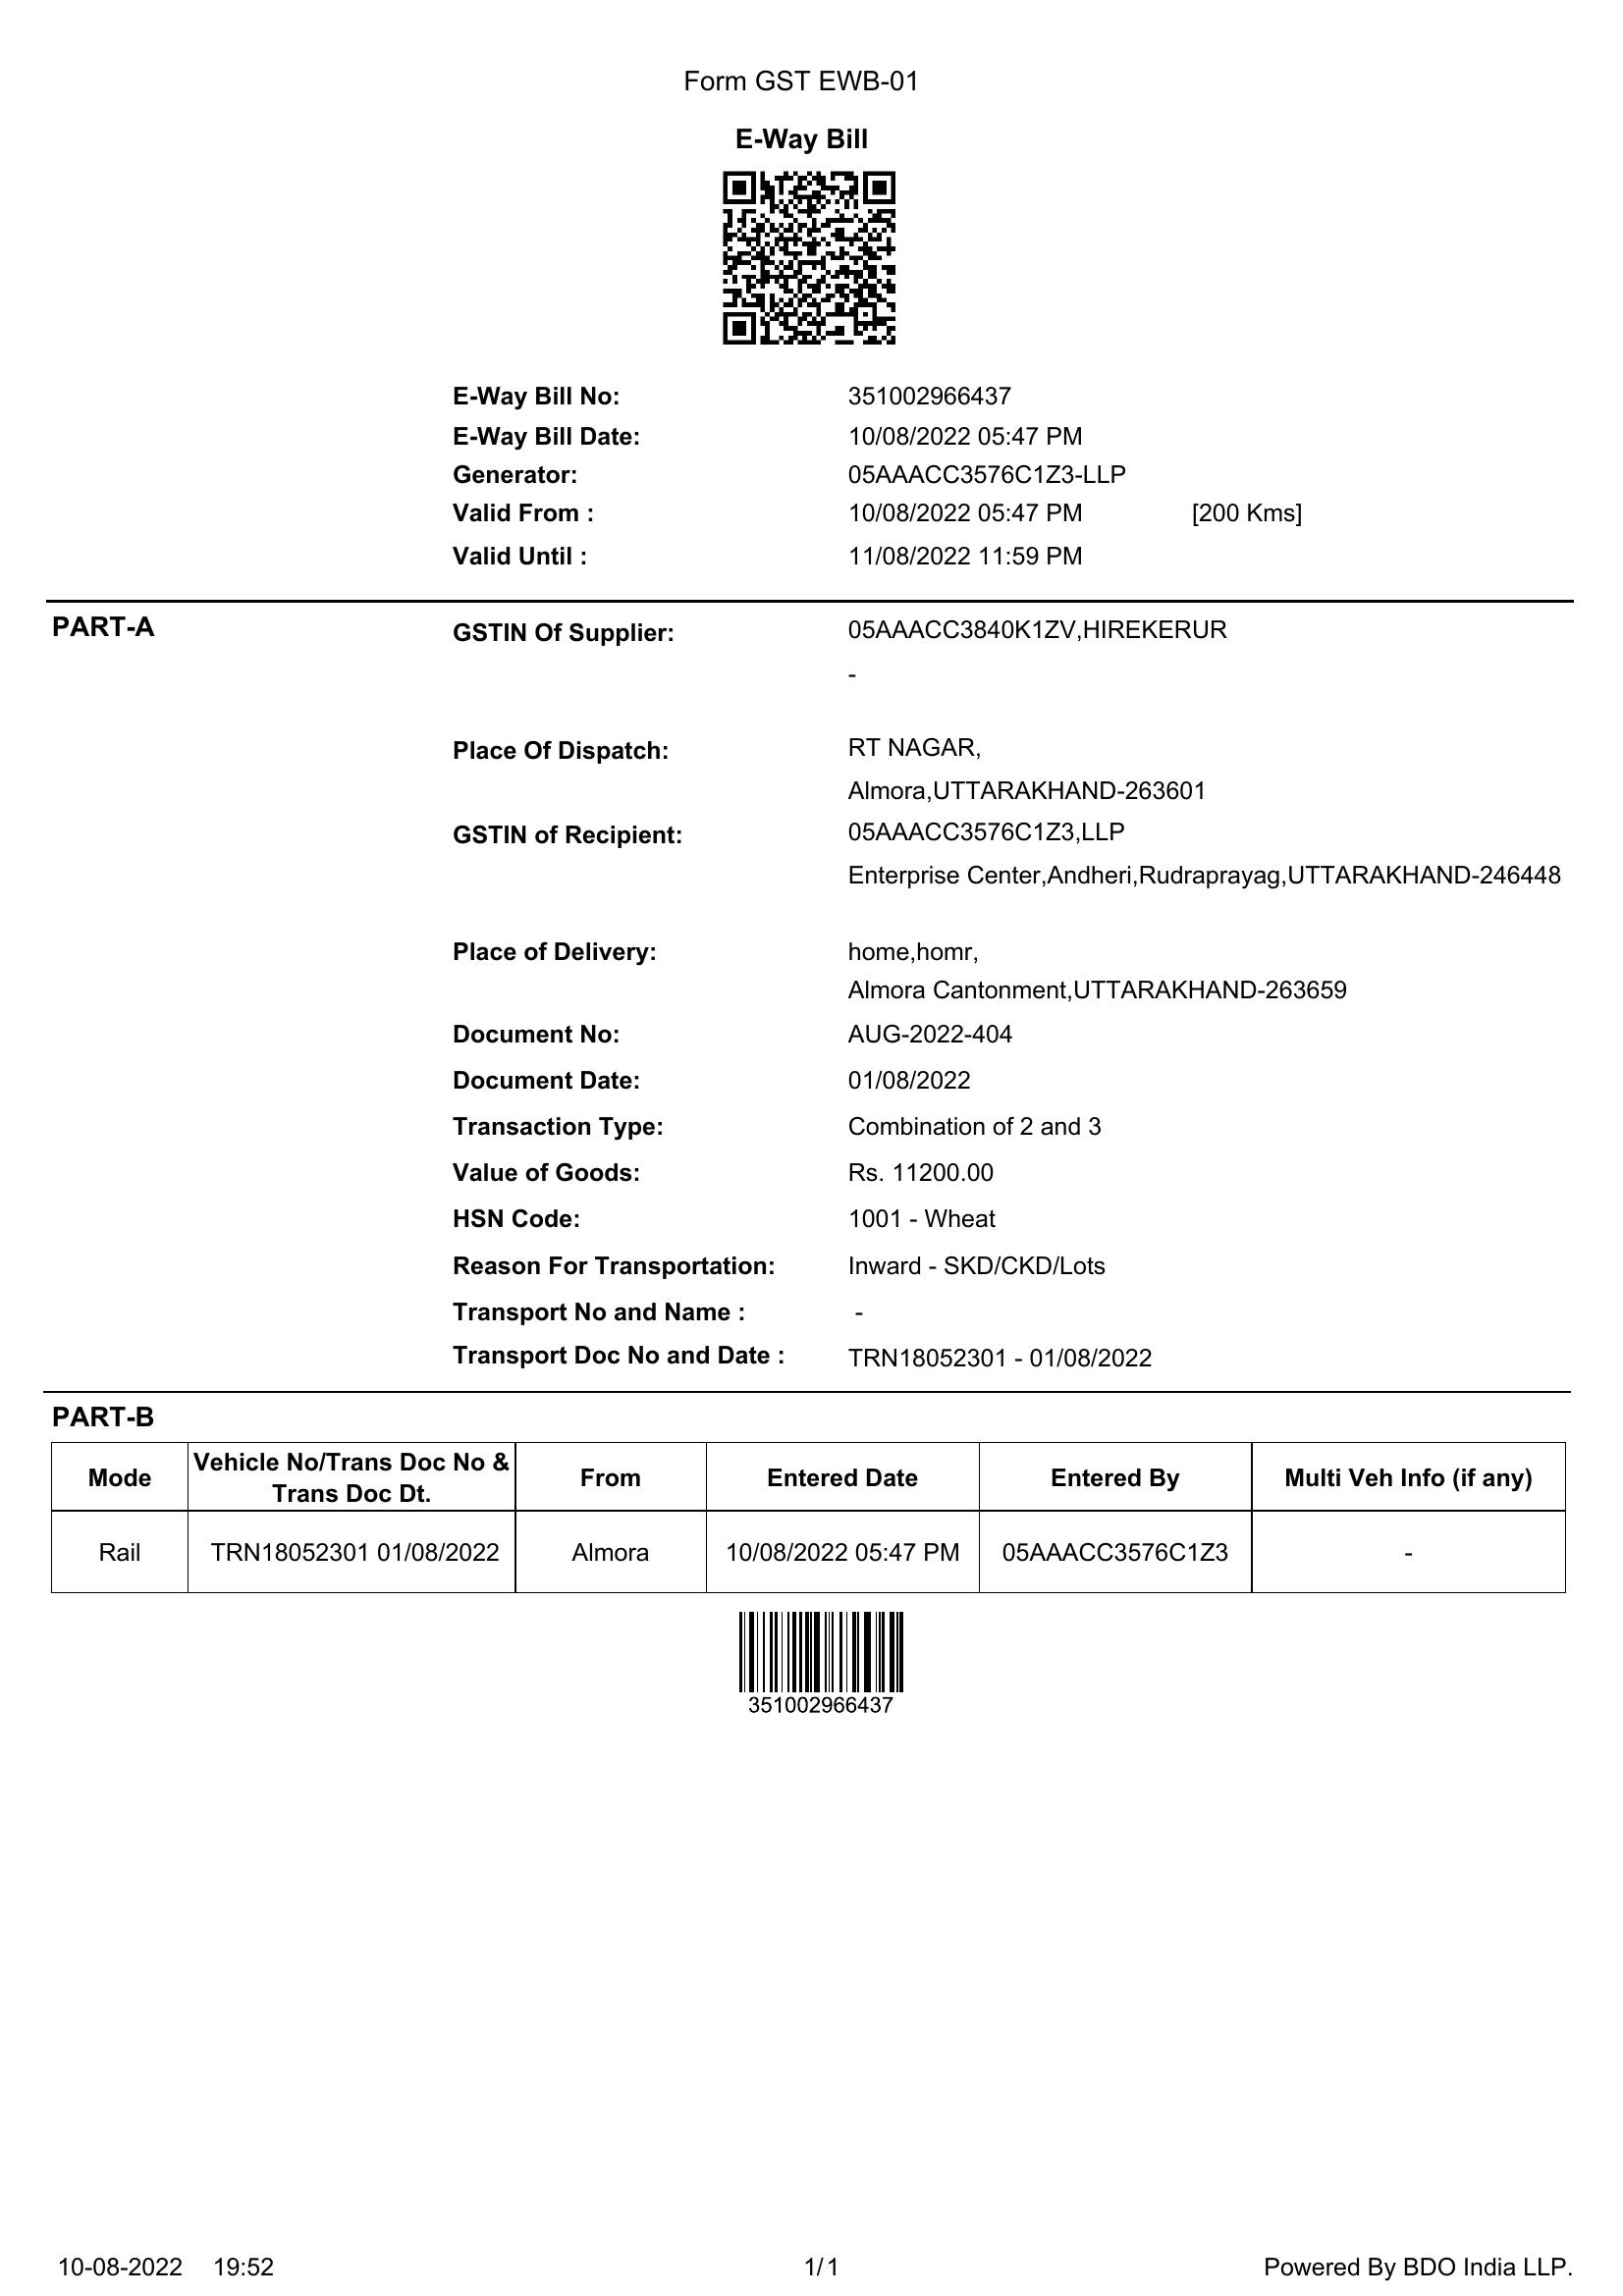 Form GST EWB-01
E-Way Bill
E-Way Bill No: 351002966437
E-Way Bill Date: 10/08/2022 05:47 PM
Generator: 05AAACC3576C1Z3-LLP
Valid From : 10/08/2022 05:47 PM [200 Kms]
Valid Until : 11/08/2022 11:59 PM
PART-A
GSTIN Of Supplier: 05AAACC3840K1ZV,HIREKERUR
-
Place Of Dispatch: RT NAGAR,
Almora,UTTARAKHAND-263601
GSTIN of Recipient: 05AAACC3576C1Z3,LLP
Enterprise Center,Andheri,Rudraprayag,UTTARAKHAND-246448
Place of Delivery: home,homr,
Almora Cantonment,UTTARAKHAND-263659
Document No: AUG-2022-404
Document Date: 01/08/2022
Transaction Type: Combination of 2 and 3
Value of Goods: Rs. 11200.00
HSN Code: 1001 - Wheat
Reason For Transportation: Inward - SKD/CKD/Lots
Transport No and Name : -
Transport Doc No and Date : TRN18052301 - 01/08/2022
PART-B
Mode Vehicle No/Trans Doc No & Trans Doc Dt. From Entered Date Entered By Multi Veh Info (if any)
Rail TRN18052301 01/08/2022 Almora 10/08/2022 05:47 PM 05AAACC3576C1Z3 -
351002966437
10-08-2022 19:52 1/1 Powered By BDO India LLP.